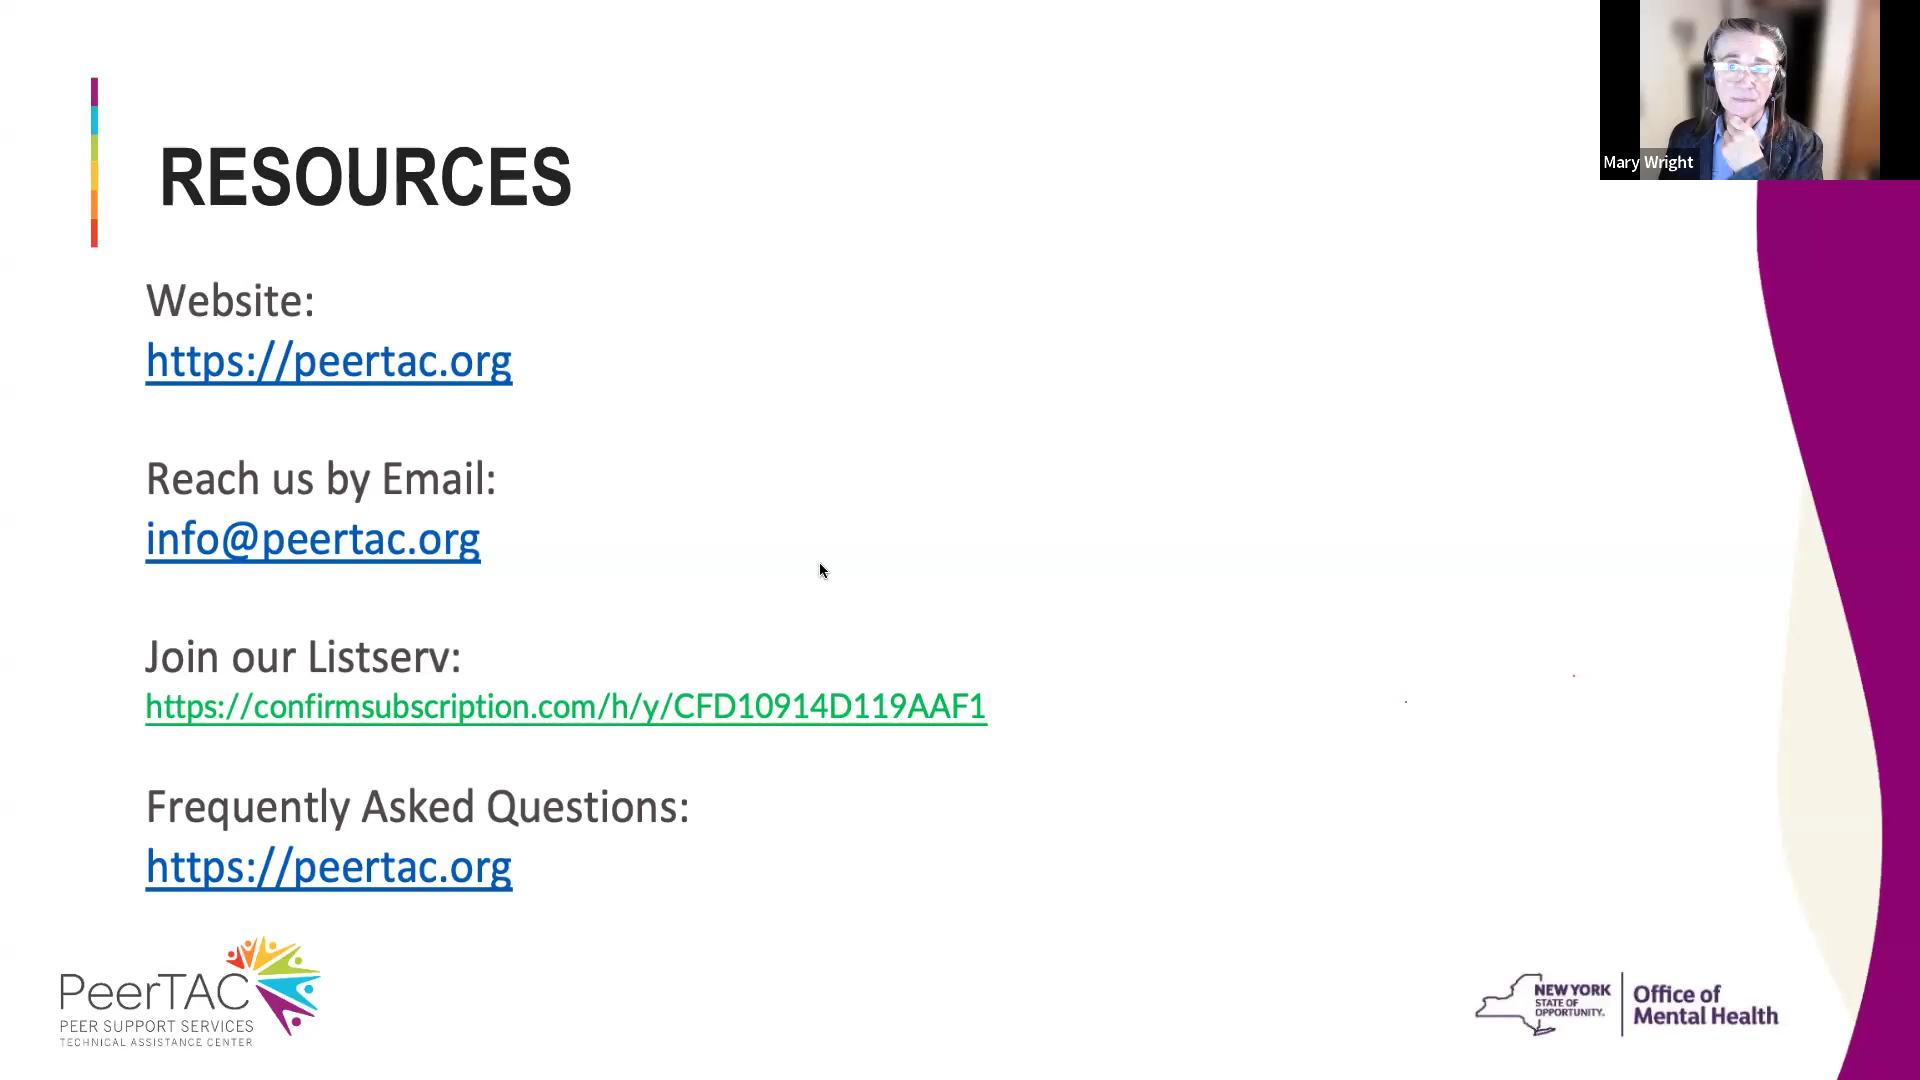 Mary Wright
RESOURCES
Website:
https://peertac.org
Reach us by Email:
info@peertac.org
Join our Listserv:
https://confirmsubscription.com/h/y/CFD10914D119AAF1
Frequently Asked Questions:
https://peertac.org
PeerTAC
PEER SUPPORT SERVICES
TECHNICAL ASSISTANCE CENTER
NEW YORK
STATE OF
OPPORTUNITY.
Office of
Mental Health